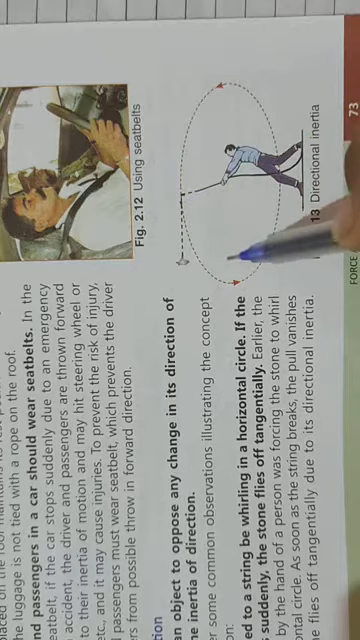 the luggage is not tied with a rope on the roof.
nd passengers in a car should wear seatbelts. In the
eatbelt, if the car stops suddenly due to an emergency
accident, the driver and passengers are thrown forward
to their inertia of motion and may hit steering wheel or
etc., and it may cause injuries. To prevent the risk of injury,
d passengers must wear seatbelt, which prevents the driver
rs from possible throw in forward direction.
Fig. 2.12 Using seatbelts
tion
an object to oppose any change in its direction of
he inertia of direction.
er some common observations illustrating the concept
n:
ed to a string be whirling in a horizontal circle. If the
suddenly, the stone flies off tangentially. Earlier, the
by the hand of a person was forcing the stone to whirl
ontal circle. As soon as the string breaks, the pull vanishes
e flies off tangentially due to its directional inertia.
13 Directional inertia
FORCE
73